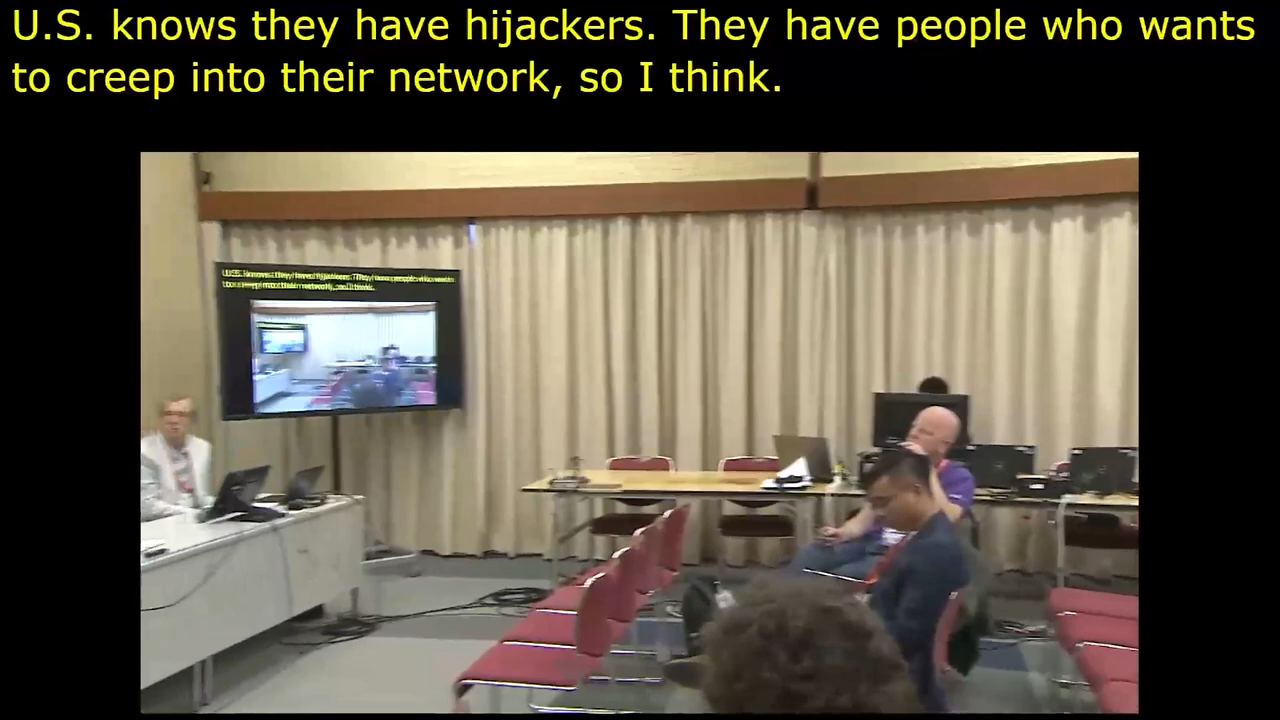 U.S. knows they have hijackers. They have people who wants
to creep into their network, so I think.